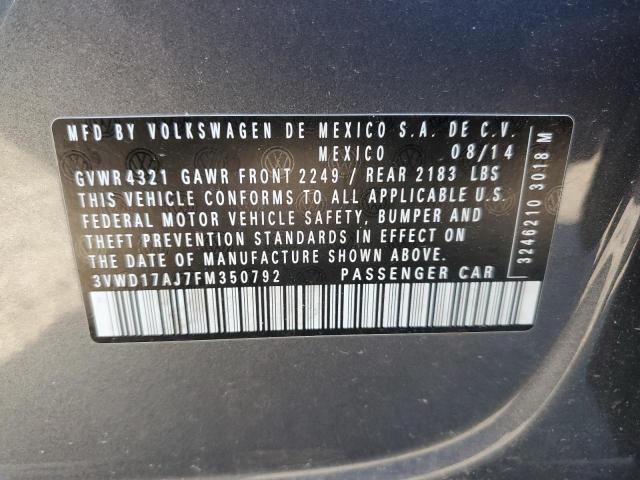 MFD BY VOLKSWAGEN DE MEXICO S.A. DE C.V.
MEXICO 08/14
GVWR 4321 GAWR FRONT 2249 / REAR 2183 LBS
THIS VEHICLE CONFORMS TO ALL APPLICABLE U.S.
FEDERAL MOTOR VEHICLE SAFETY, BUMPER AND
THEFT PREVENTION STANDARDS IN EFFECT ON
THE DATE OF MANUFACTURE SHOWN ABOVE.
3VWD17AJ7FM350792 PASSENGER CAR
3246210 3018 M